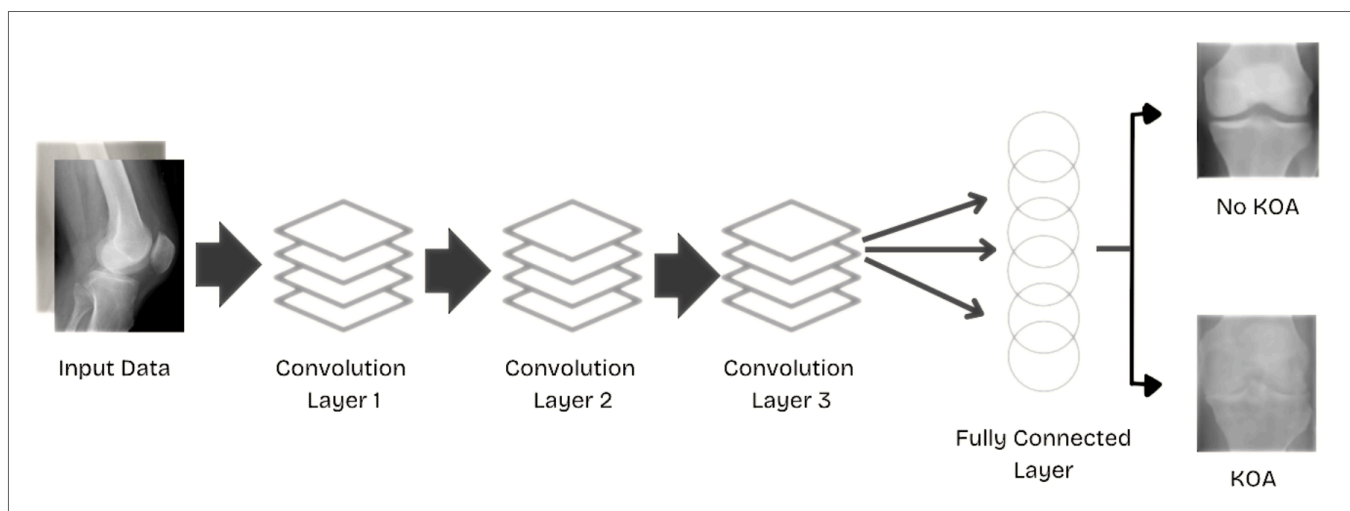 Input Data
Convolution
Layer 1
Convolution
Layer 2
Convolution
Layer 3
Fully Connected
Layer
No KOA
KOA